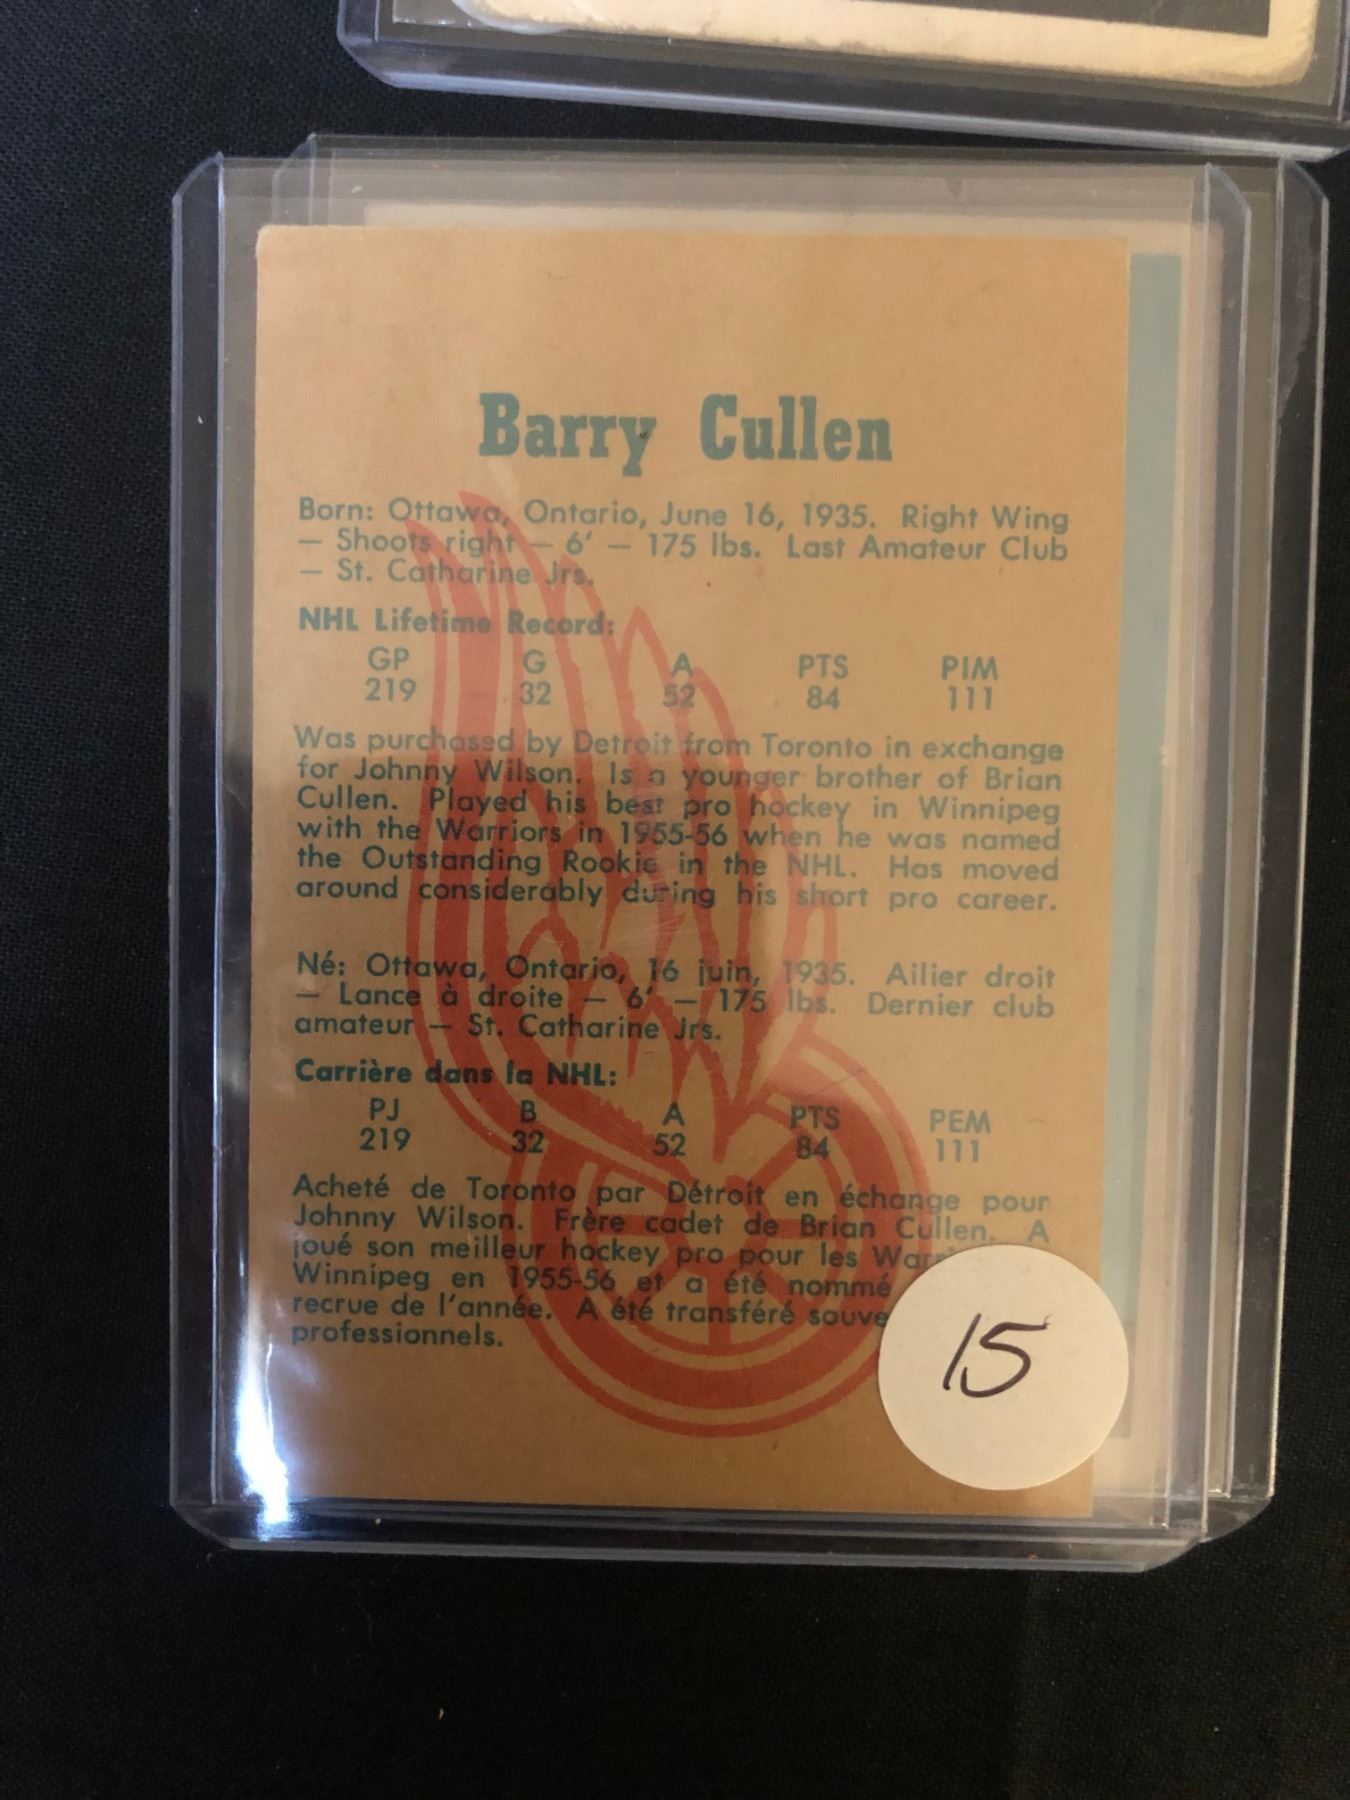 Barry Cullen
Born: Ottawa, Ontario, June 16, 1935. Right Wing
— Shoots right — 6' — 175 lbs. Last Amateur Club
— St. Catharine Jrs.
NHL Lifetime Record:
GP G A PTS PIM
219 32 52 84 111
Was purchased by Detroit from Toronto in exchange
for Johnny Wilson. Is a younger brother of Brian
Cullen. Played his best pro hockey in Winnipeg
with the Warriors in 1955-56 when he was named
the Outstanding Rookie in the NHL. Has moved
around considerably during his short pro career.
Né: Ottawa, Ontario, 16 juin, 1935. Ailier droit
— Lance à droite — 6' — 175 lbs. Dernier club
amateur — St. Catharine Jrs.
Carrière dans la NHL:
PJ B A PTS PEM
219 32 52 84 111
Acheté de Toronto par Détroit en échange pour
Johnny Wilson. Frère cadet de Brian Cullen. A
joué son meilleur hockey pro pour les
Winnipeg en 1955-56 et a été nommé
recrue de l'année. A été transféré
professionnels.
15